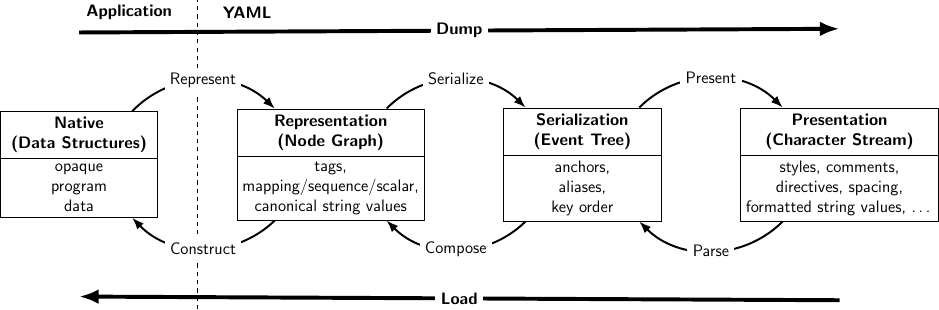 Application
YAML
Dump
Represent
Serialize
Present
Native
(Data Structures)
opaque
program
data
Representation
(Node Graph)
tags,
mapping/sequence/scalar,
canonical string values
Serialization
(Event Tree)
anchors,
aliases,
key order
Presentation
(Character Stream)
styles, comments,
directives, spacing,
formatted string values, ...
Construct
Compose
Parse
Load